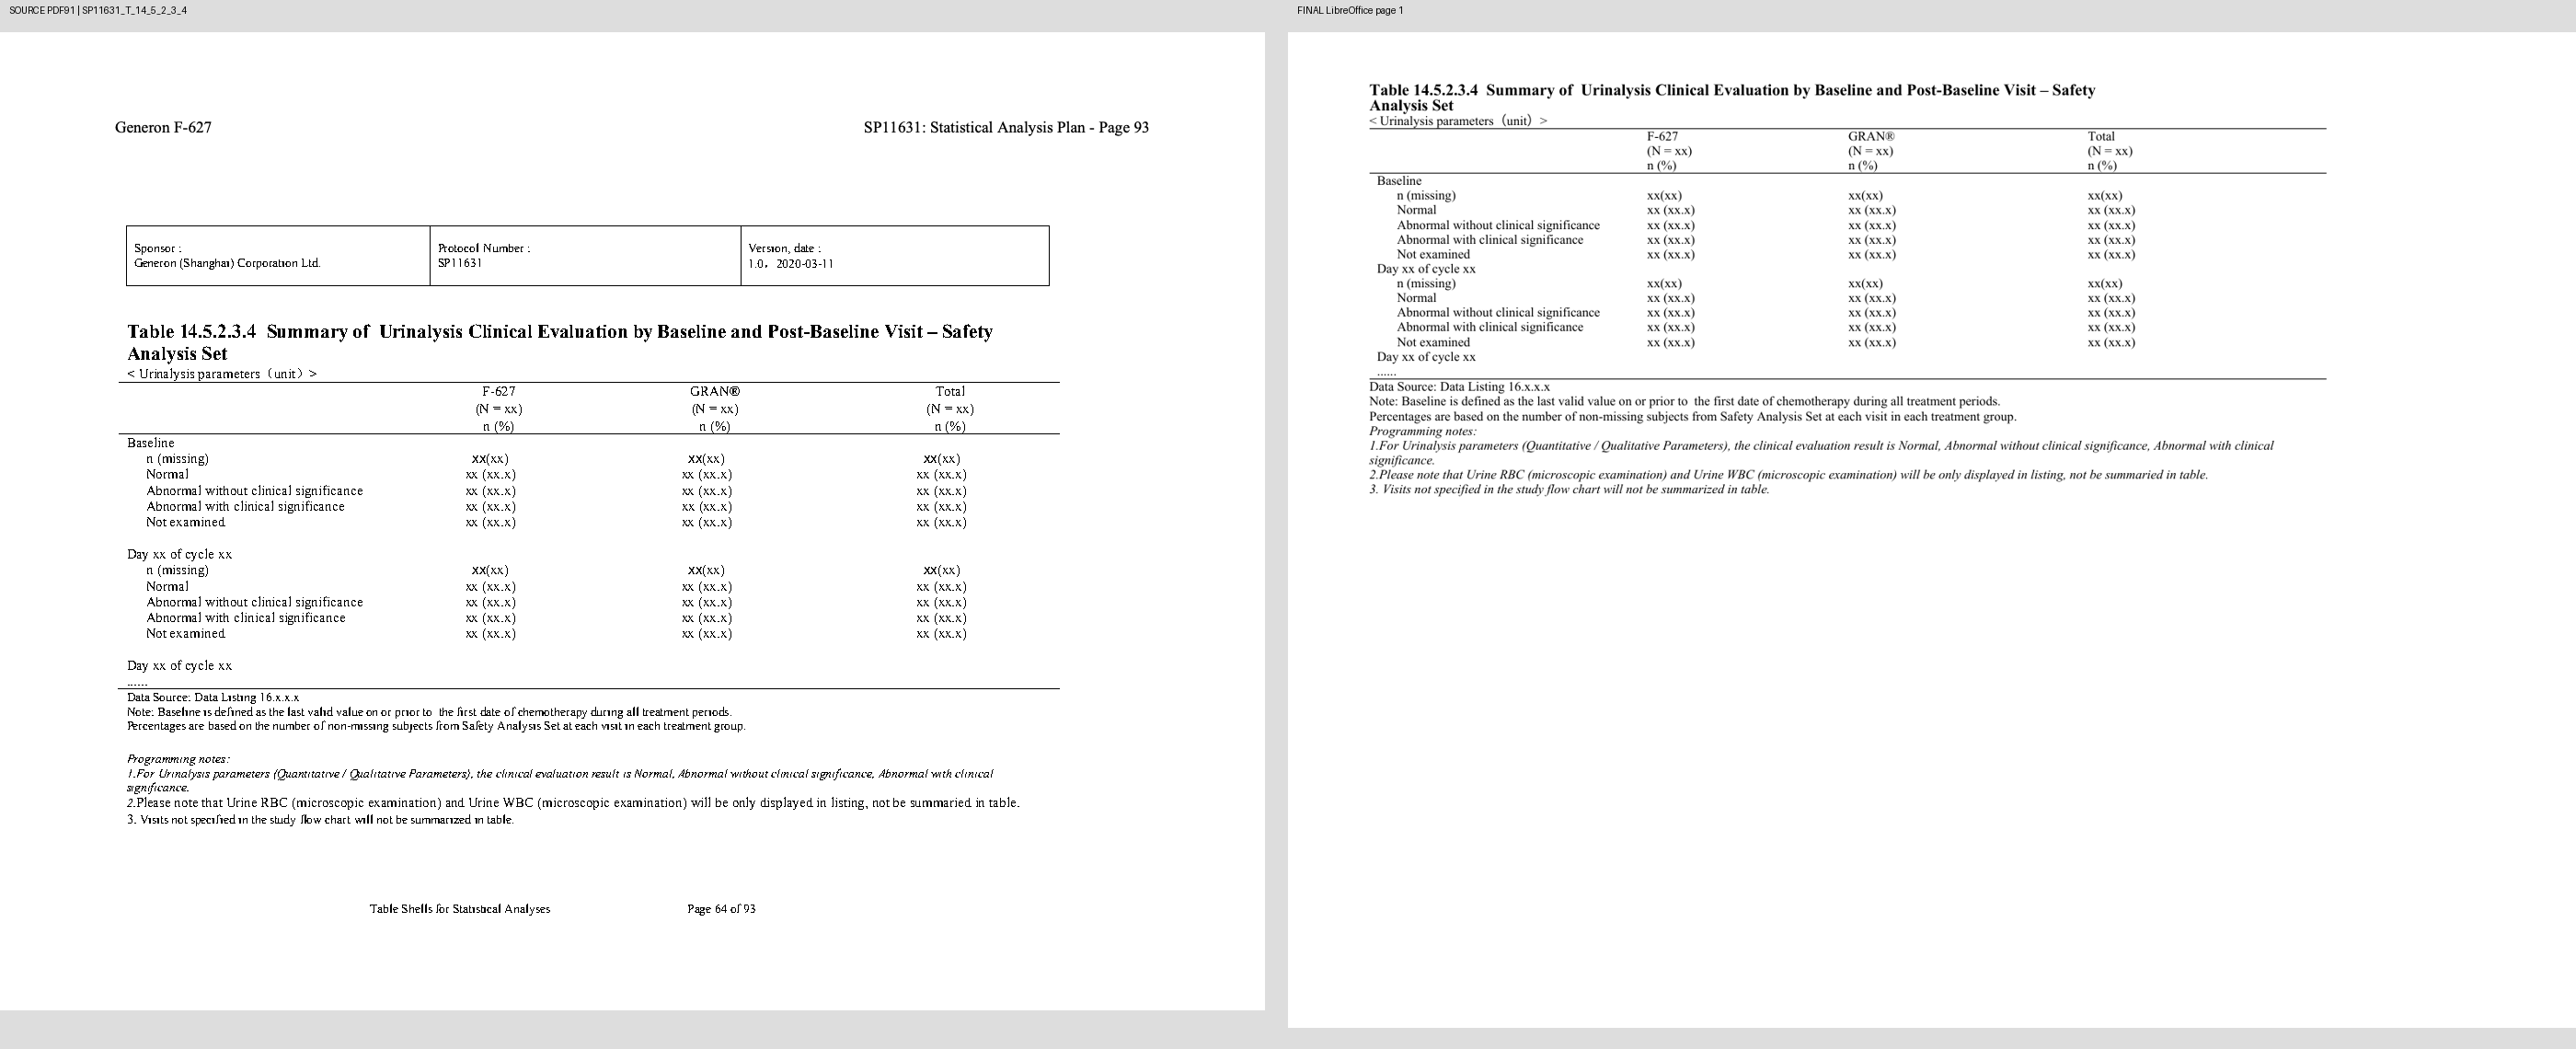 SOURCE PDF91 | SP11631_T_14_5_2_3_4
Generon F-627 SP11631: Statistical Analysis Plan - Page 93
Sponsor : Protocol Number : Version, date :
Generon (Shanghai) Corporation Ltd. SP11631 1.0，2020-03-11
Table 14.5.2.3.4  Summary of  Urinalysis Clinical Evaluation by Baseline and Post-Baseline Visit – Safety
Analysis Set
< Urinalysis parameters（unit）>
F-627 GRAN® Total
(N = xx) (N = xx) (N = xx)
n (%) n (%) n (%)
Baseline
n (missing) xx(xx) xx(xx) xx(xx)
Normal xx (xx.x) xx (xx.x) xx (xx.x)
Abnormal without clinical significance xx (xx.x) xx (xx.x) xx (xx.x)
Abnormal with clinical significance xx (xx.x) xx (xx.x) xx (xx.x)
Not examined xx (xx.x) xx (xx.x) xx (xx.x)
Day xx of cycle xx
n (missing) xx(xx) xx(xx) xx(xx)
Normal xx (xx.x) xx (xx.x) xx (xx.x)
Abnormal without clinical significance xx (xx.x) xx (xx.x) xx (xx.x)
Abnormal with clinical significance xx (xx.x) xx (xx.x) xx (xx.x)
Not examined xx (xx.x) xx (xx.x) xx (xx.x)
Day xx of cycle xx
......
Data Source: Data Listing 16.x.x.x
Note: Baseline is defined as the last valid value on or prior to  the first date of chemotherapy during all treatment periods.
Percentages are based on the number of non-missing subjects from Safety Analysis Set at each visit in each treatment group.
Programming notes:
1.For Urinalysis parameters (Quantitative / Qualitative Parameters), the clinical evaluation result is Normal, Abnormal without clinical significance, Abnormal with clinical
significance.
2.Please note that Urine RBC (microscopic examination) and Urine WBC (microscopic examination) will be only displayed in listing, not be summaried in table.
3. Visits not specified in the study flow chart will not be summarized in table.
Table Shells for Statistical Analyses Page 64 of 93
FINAL LibreOffice page 1
Table 14.5.2.3.4  Summary of  Urinalysis Clinical Evaluation by Baseline and Post-Baseline Visit – Safety
Analysis Set
< Urinalysis parameters（unit）>
F-627 GRAN® Total
(N = xx) (N = xx) (N = xx)
n (%) n (%) n (%)
Baseline
n (missing) xx(xx) xx(xx) xx(xx)
Normal xx (xx.x) xx (xx.x) xx (xx.x)
Abnormal without clinical significance xx (xx.x) xx (xx.x) xx (xx.x)
Abnormal with clinical significance xx (xx.x) xx (xx.x) xx (xx.x)
Not examined xx (xx.x) xx (xx.x) xx (xx.x)
Day xx of cycle xx
n (missing) xx(xx) xx(xx) xx(xx)
Normal xx (xx.x) xx (xx.x) xx (xx.x)
Abnormal without clinical significance xx (xx.x) xx (xx.x) xx (xx.x)
Abnormal with clinical significance xx (xx.x) xx (xx.x) xx (xx.x)
Not examined xx (xx.x) xx (xx.x) xx (xx.x)
Day xx of cycle xx
......
Data Source: Data Listing 16.x.x.x
Note: Baseline is defined as the last valid value on or prior to  the first date of chemotherapy during all treatment periods.
Percentages are based on the number of non-missing subjects from Safety Analysis Set at each visit in each treatment group.
Programming notes:
1.For Urinalysis parameters (Quantitative / Qualitative Parameters), the clinical evaluation result is Normal, Abnormal without clinical significance, Abnormal with clinical
significance.
2.Please note that Urine RBC (microscopic examination) and Urine WBC (microscopic examination) will be only displayed in listing, not be summaried in table.
3. Visits not specified in the study flow chart will not be summarized in table.